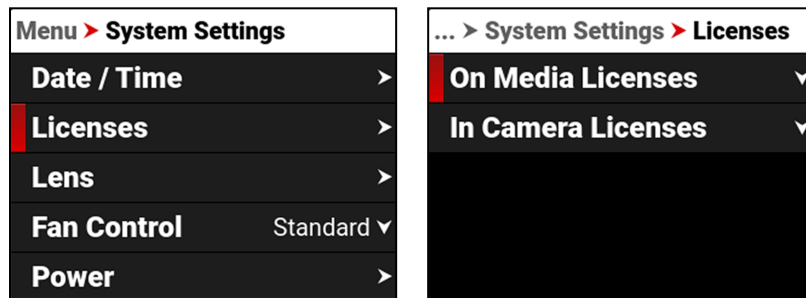 Menu > System Settings
Date / Time
Licenses
Lens
Fan Control Standard
Power
... > System Settings > Licenses
On Media Licenses
In Camera Licenses